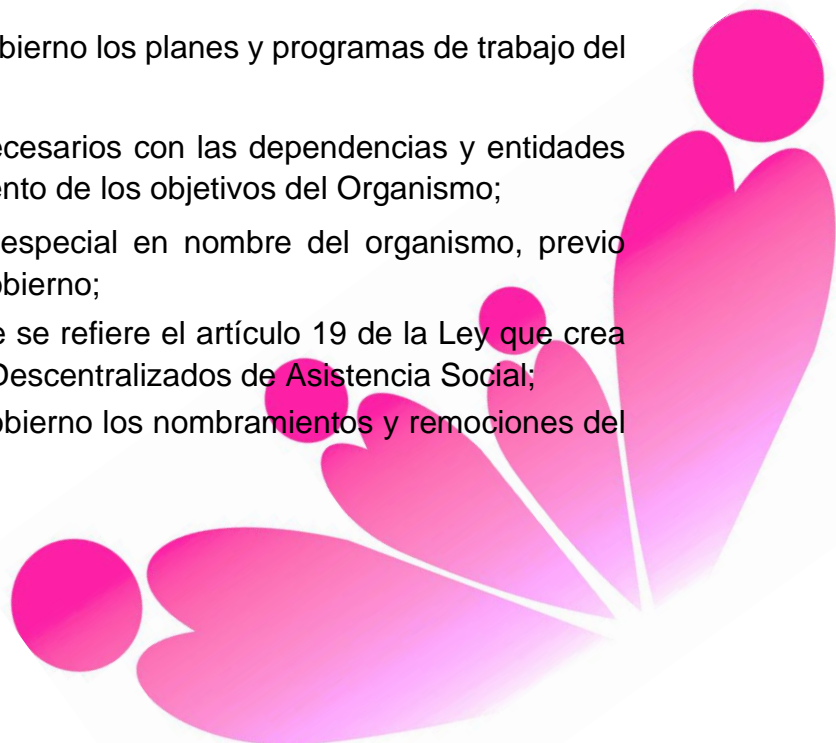 bierno los planes y programas de trabajo del
ecesarios con las dependencias y entidades
ento de los objetivos del Organismo;
especial en nombre del organismo, previo
obierno;
e se refiere el artículo 19 de la Ley que crea
Descentralizados de Asistencia Social;
obierno los nombramientos y remociones del